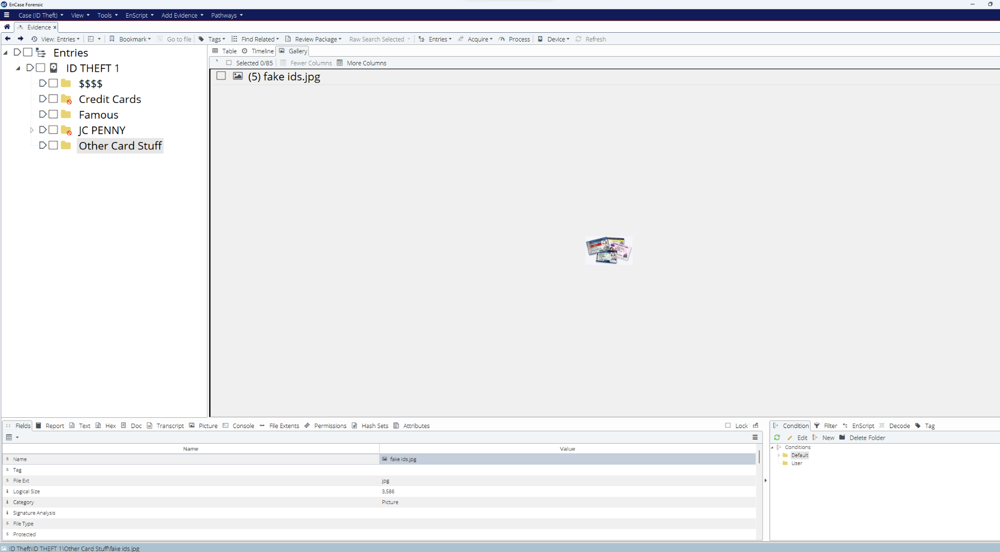 EnCase Forensic
Case (ID Theft) View Tools EnScript Add Evidence Pathways
Evidence
View: Entries Bookmark Go to file Tags Find Related Review Package Raw Search Selected Entries Acquire Process Device Refresh
Entries
ID THEFT 1
$$$$
Credit Cards
Famous
JC PENNY
Other Card Stuff
Table Timeline Gallery
Selected 0/85 Fewer Columns More Columns
(5) fake ids.jpg
Fields Report Text Hex Doc Transcript Picture Console File Extents Permissions Hash Sets Attributes Lock
Name Value
Name fake ids.jpg
Tag
File Ext jpg
Logical Size 3,586
Category Picture
Signature Analysis
File Type
Protected
Condition Filter EnScript Decode Tag
Edit New Delete Folder
Conditions
Default
User
ID Theft\ID THEFT 1\Other Card Stuff\fake ids.jpg